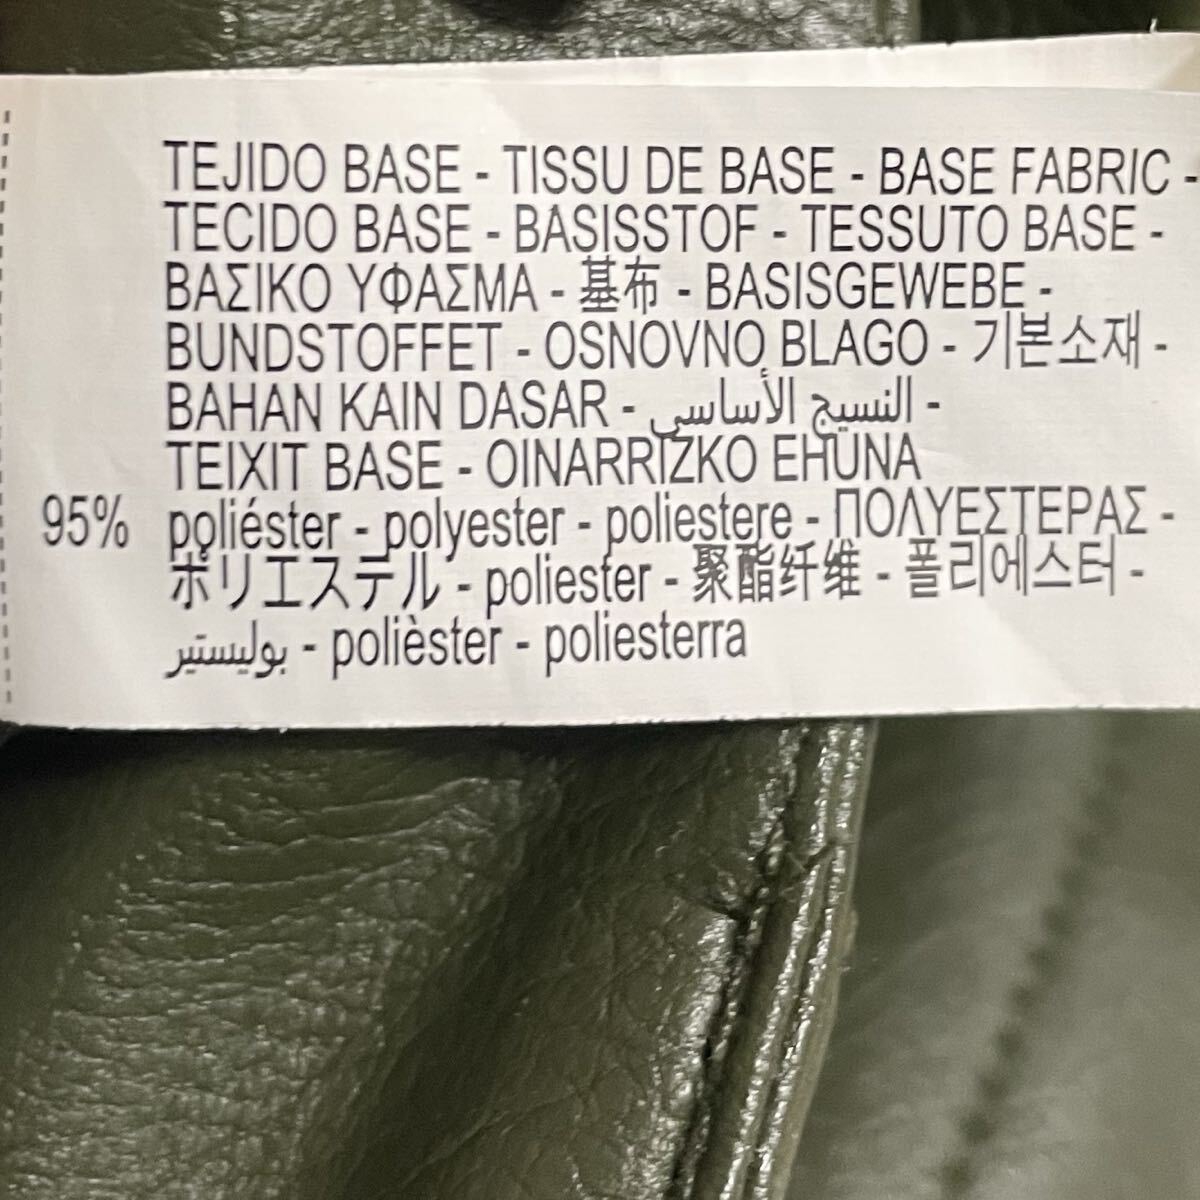 TEJIDO BASE - TISSU DE BASE - BASE FABRIC -
TECIDO BASE - BASISSTOF - TESSUTO BASE -
ΒΑΣΙΚΟ ΥΦΑΣΜΑ - 基布 - BASISGEWEBE -
BUNDSTOFFET - OSNOVNO BLAGO - 기본소재 -
BAHAN KAIN DASAR - النسيج الأساسي -
TEIXIT BASE - OINARRIZKO EHUNA
95% poliéster - polyester - poliestere - ΠΟΛΥΕΣΤΕΡΑΣ -
ポリエステル - poliester - 聚酯纤维 - 폴리에스터 -
بوليستير - polièster - poliesterra